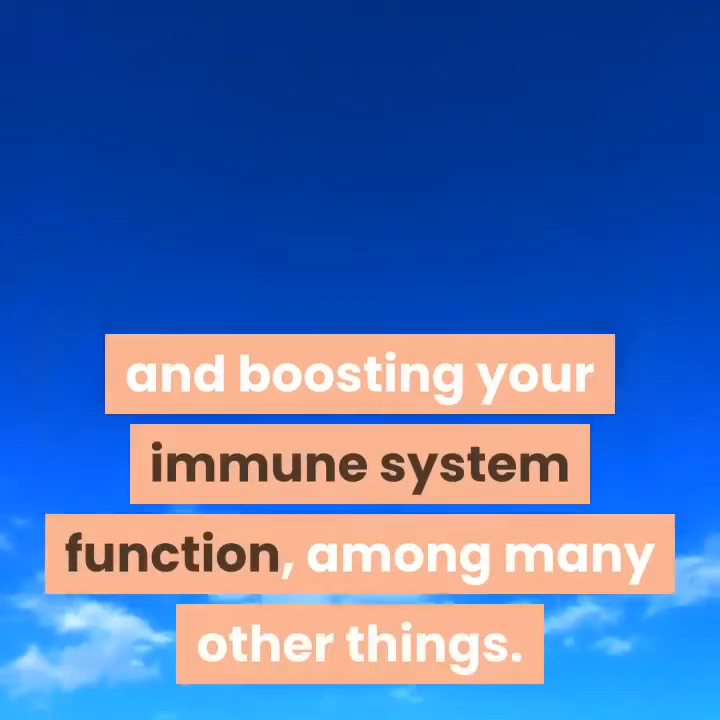 and boosting your
immune system
function, among many
other things.